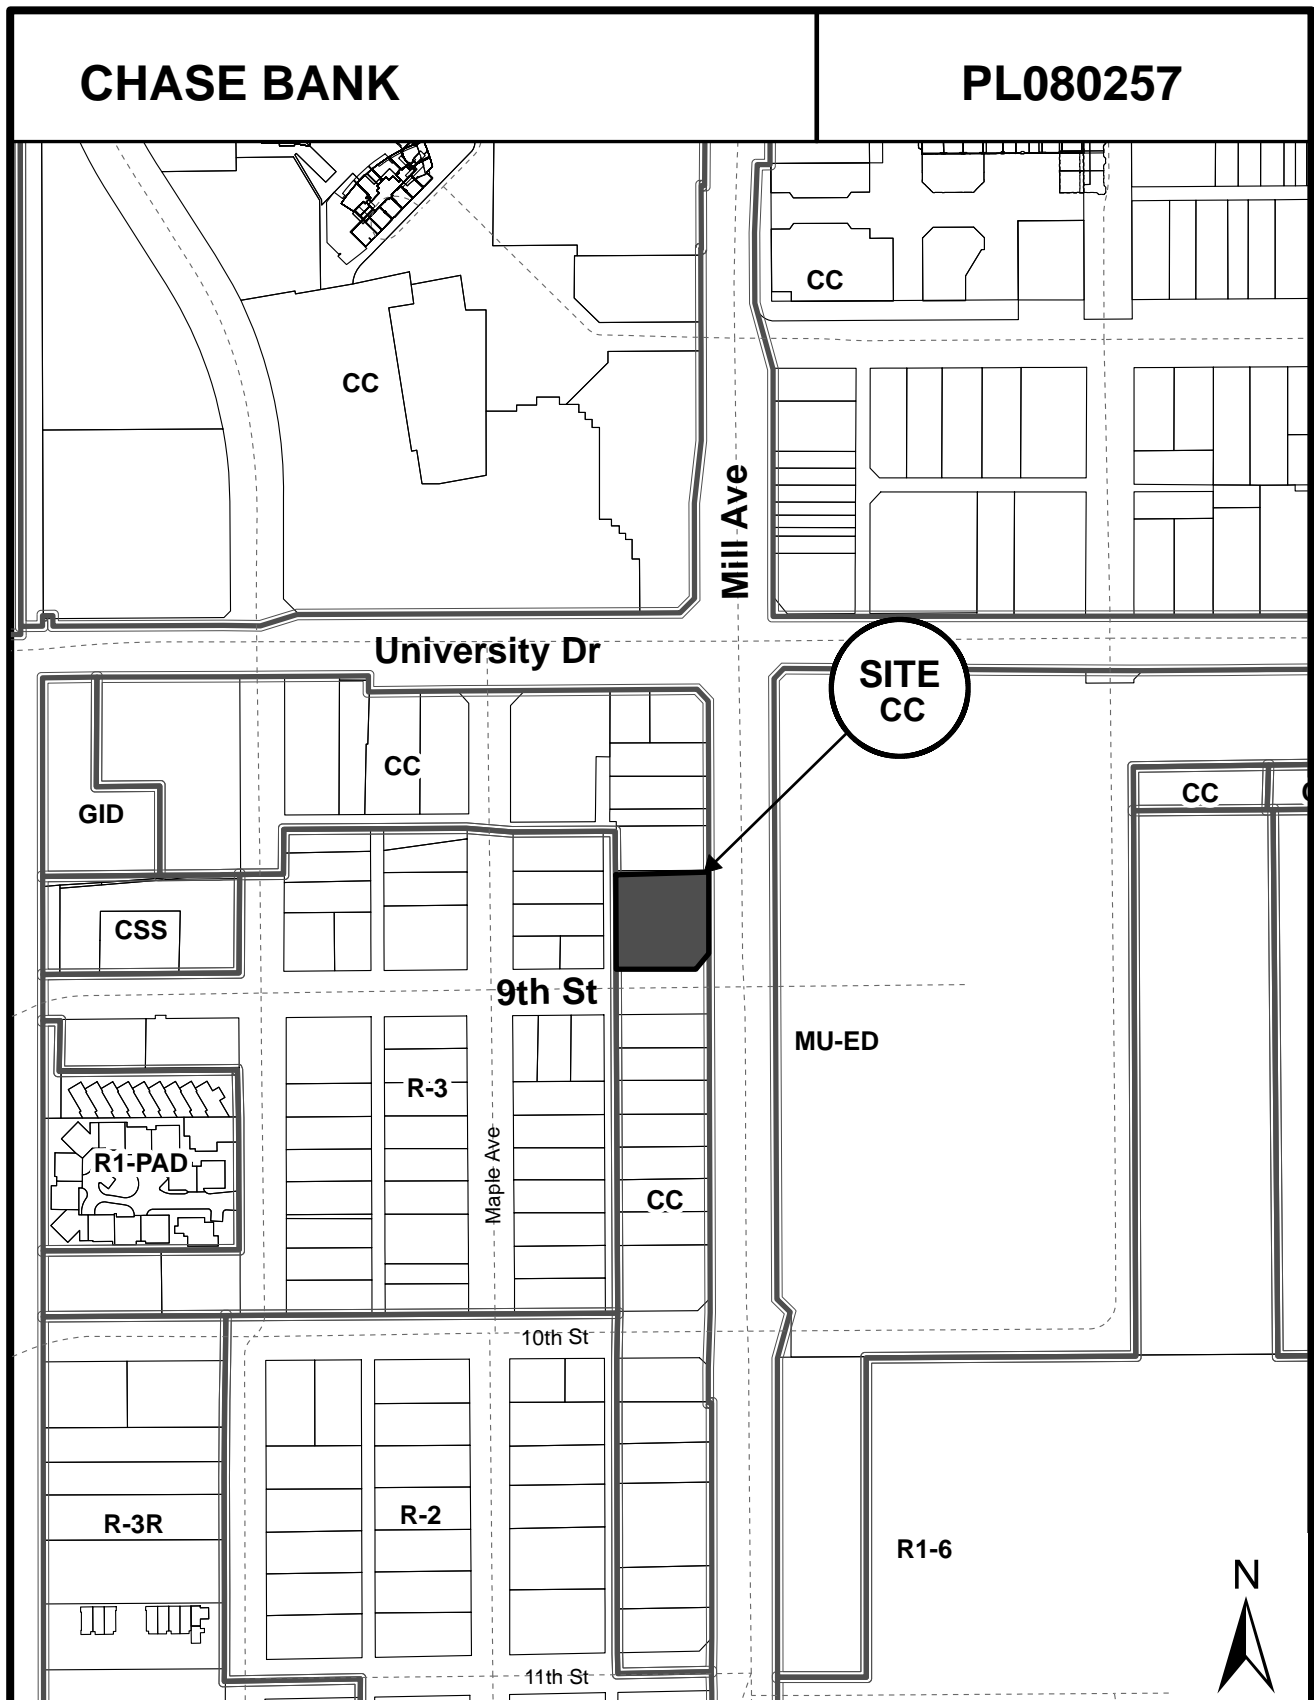 CHASE BANK
PL080257
CC
CC
Mill Ave
University Dr
SITE
CC
CC
GID
CC
CSS
9th St
MU-ED
R-3
R1-PAD
Maple Ave
CC
10th St
R-3R
R-2
R1-6
N
11th St